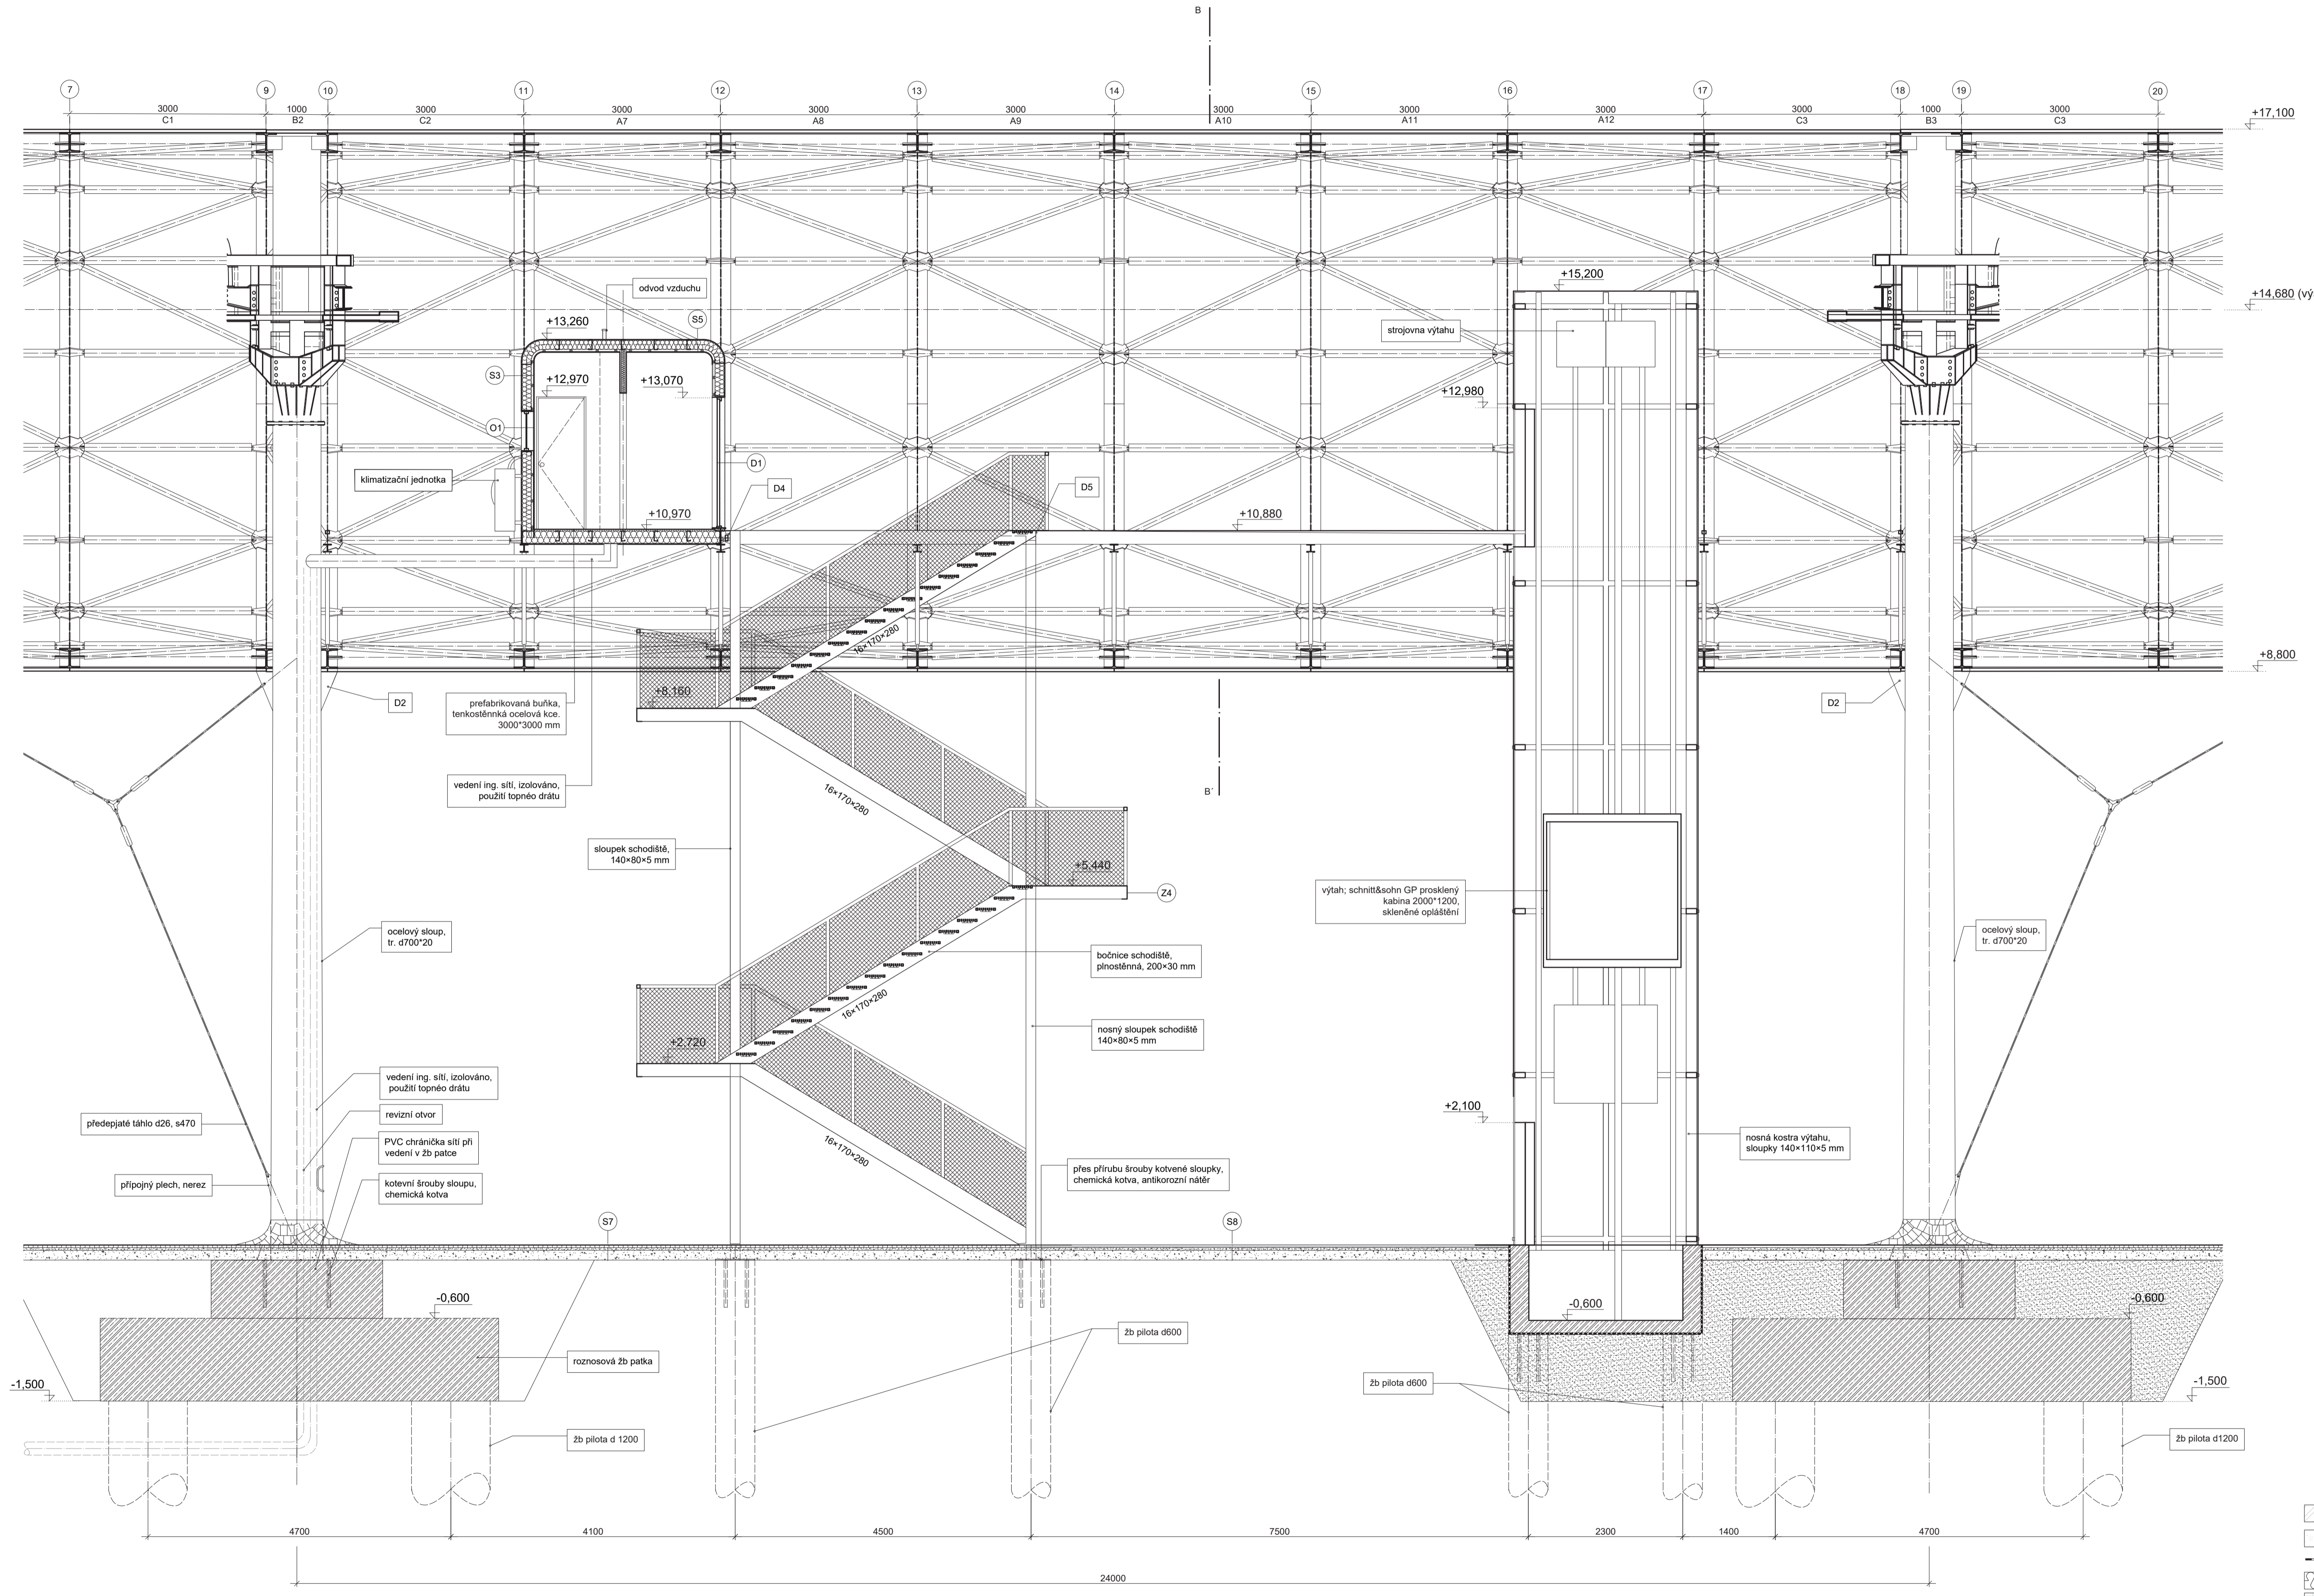 B
7
9
10
11
12
13
14
15
16
17
18
19
20
3000
1000
3000
3000
3000
3000
3000
3000
3000
3000
1000
3000
C1
B2
C2
A7
A8
A9
A10
A11
A12
C3
B3
C3
+17,100
odvod vzduchu
+15,200
+14,680 (vý
+13,260
S5
strojovna výtahu
S3
+12,970
+13,070
+12,980
O1
D1
klimatizační jednotka
D4
D5
+10,970
+10,880
16×170×280
+8,800
+8,160
D2
D2
prefabrikovaná buňka,
tenkostěnnká ocelová kce.
3000*3000 mm
vedení ing. sítí, izolováno,
použití topnéo drátu
B´
16×170×280
sloupek schodiště,
140×80×5 mm
+5,440
Z4
výtah; schnitt&sohn GP prosklený
kabina 2000*1200,
skleněné opláštění
ocelový sloup,
tr. d700*20
ocelový sloup,
tr. d700*20
bočnice schodiště,
plnostěnná, 200×30 mm
16×170×280
nosný sloupek schodiště
140×80×5 mm
+2,720
vedení ing. sítí, izolováno,
použití topnéo drátu
revizní otvor
předepjaté táhlo d26, s470
PVC chránička sítí při
vedení v žb patce
+2,100
nosná kostra výtahu,
sloupky 140×110×5 mm
16×170×280
přípojný plech, nerez
kotevní šrouby sloupu,
chemická kotva
přes přírubu šrouby kotvené sloupky,
chemická kotva, antikorozní nátěr
S7
S8
-0,600
-0,600
-0,600
žb pilota d600
roznosová žb patka
-1,500
žb pilota d600
-1,500
žb pilota d 1200
žb pilota d1200
4700
4100
4500
7500
2300
1400
4700
24000